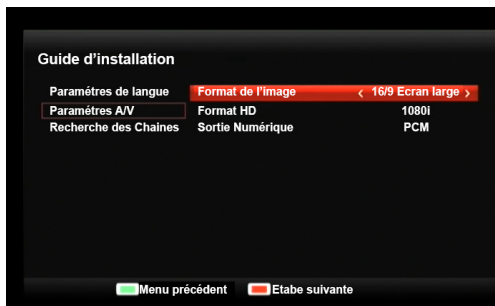 Guide d'installation
Paramétres de langue Format de l'image < 16/9 Ecran large >
Paramétres A/V Format HD 1080i
Recherche des Chaines Sortie Numérique PCM
Menu précédent Etabe suivante